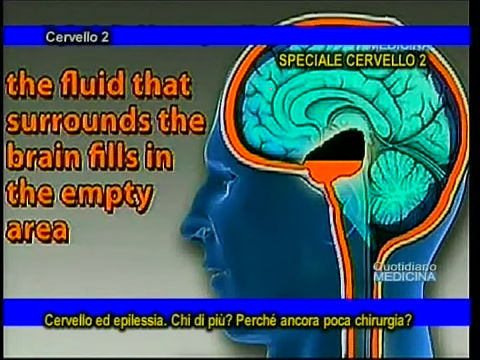 Cervello 2
MEDICINA
SPECIALE CERVELLO 2
the fluid that
surrounds the
brain fills in
the empty
area
Quotidiano
MEDICINA
Cervello ed epilessia. Chi di più? Perché ancora poca chirurgia?